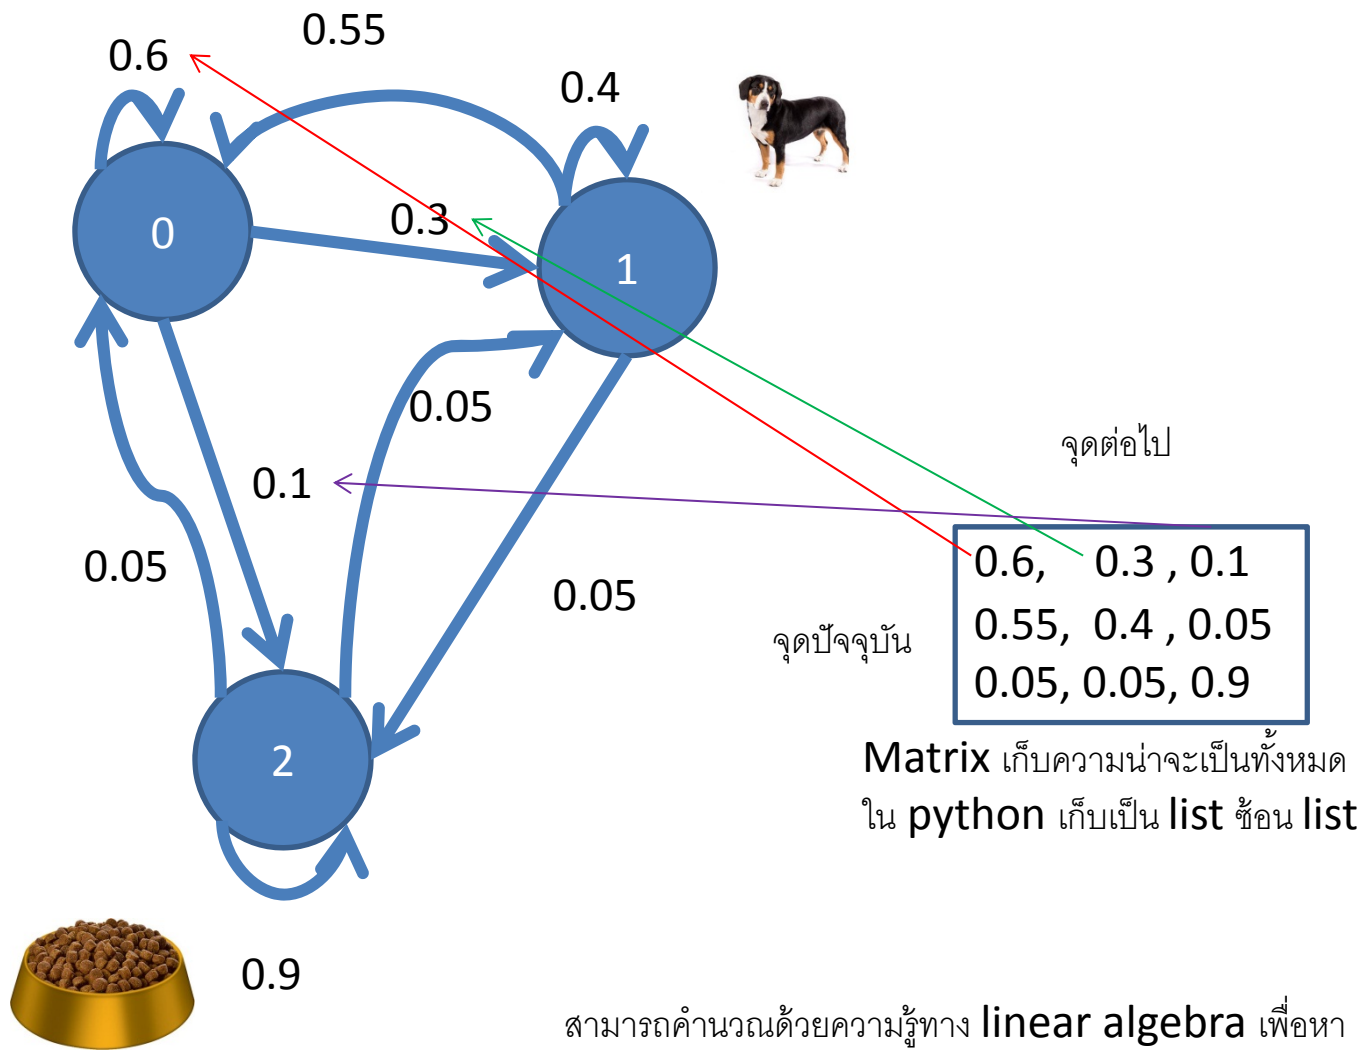 0.55
0.6
0.4
0
0.3
1
0.05
จุดต่อไป
0.1
0.6, 0.3 , 0.1
0.05
0.05
0.55, 0.4 , 0.05
จุดปัจจุบัน
0.05, 0.05, 0.9
2
Matrix เก็บความน่าจะเป็นทั้งหมด
ใน python เก็บเป็น list ซ้อน list
0.9
สามารถคำนวณด้วยความรู้ทาง linear algebra เพื่อหา